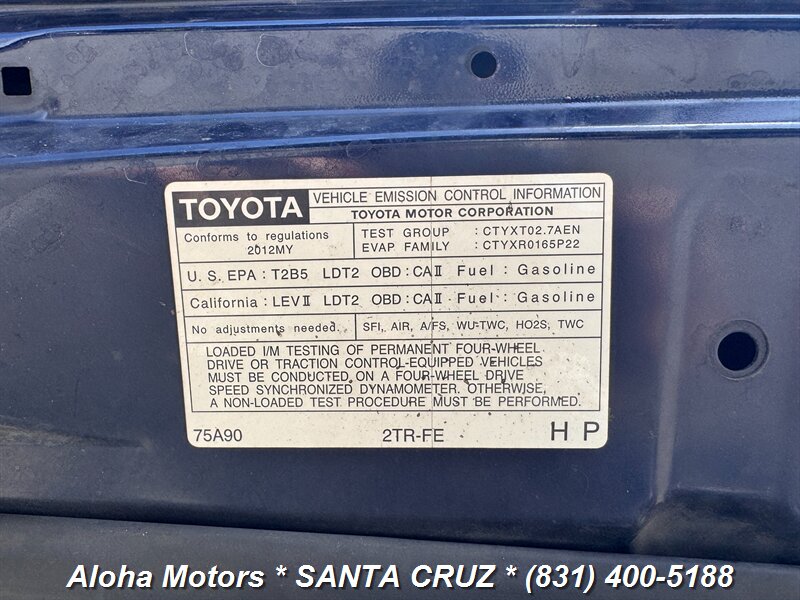 TOYOTA VEHICLE EMISSION CONTROL INFORMATION
TOYOTA MOTOR CORPORATION
Conforms to regulations
2012MY
TEST GROUP : CTYXT02.7AEN
EVAP FAMILY : CTYXR0165P22
U.S. EPA : T2B5 LDT2 OBD : CAⅡ Fuel : Gasoline
California : LEVⅡ LDT2 OBD : CAⅡ Fuel : Gasoline
No adjustments needed.
SFI, AIR, A/FS, WU-TWC, HO2S, TWC
LOADED I/M TESTING OF PERMANENT FOUR-WHEEL
DRIVE OR TRACTION CONTROL-EQUIPPED VEHICLES
MUST BE CONDUCTED ON A FOUR-WHEEL DRIVE
SPEED SYNCHRONIZED DYNAMOMETER. OTHERWISE,
A NON-LOADED TEST PROCEDURE MUST BE PERFORMED.
75A90 2TR-FE H P
Aloha Motors * SANTA CRUZ * (831) 400-5188